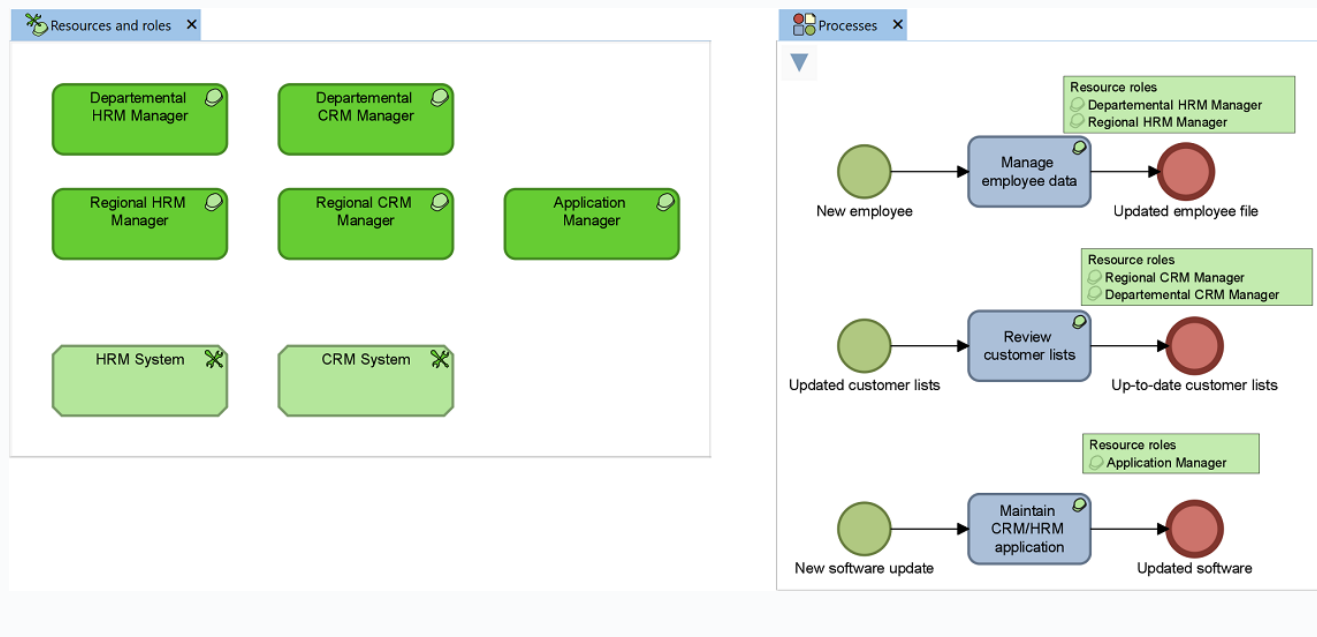 Resources and roles
Departemental
HRM Manager
Departemental
CRM Manager
Regional HRM
Manager
Regional CRM
Manager
Application
Manager
HRM System
CRM System
Processes
Resource roles
Departemental HRM Manager
Regional HRM Manager
Manage
employee data
New employee
Updated employee file
Resource roles
Regional CRM Manager
Departemental CRM Manager
Review
customer lists
Updated customer lists
Up-to-date customer lists
Resource roles
Application Manager
Maintain
CRM/HRM
application
New software update
Updated software